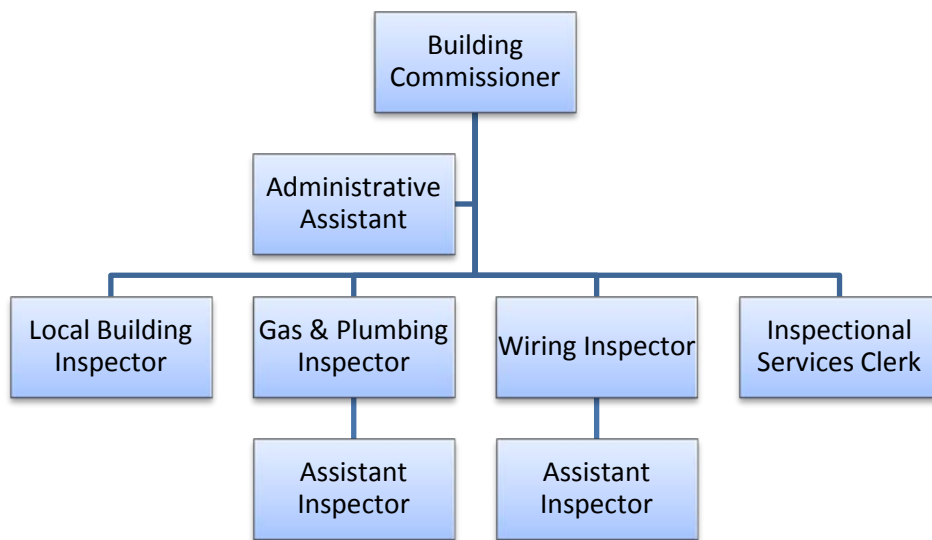 Building
Commissioner
Administrative
Assistant
Local Building
Inspector
Gas & Plumbing
Inspector
Wiring Inspector
Inspectional
Services Clerk
Assistant
Inspector
Assistant
Inspector